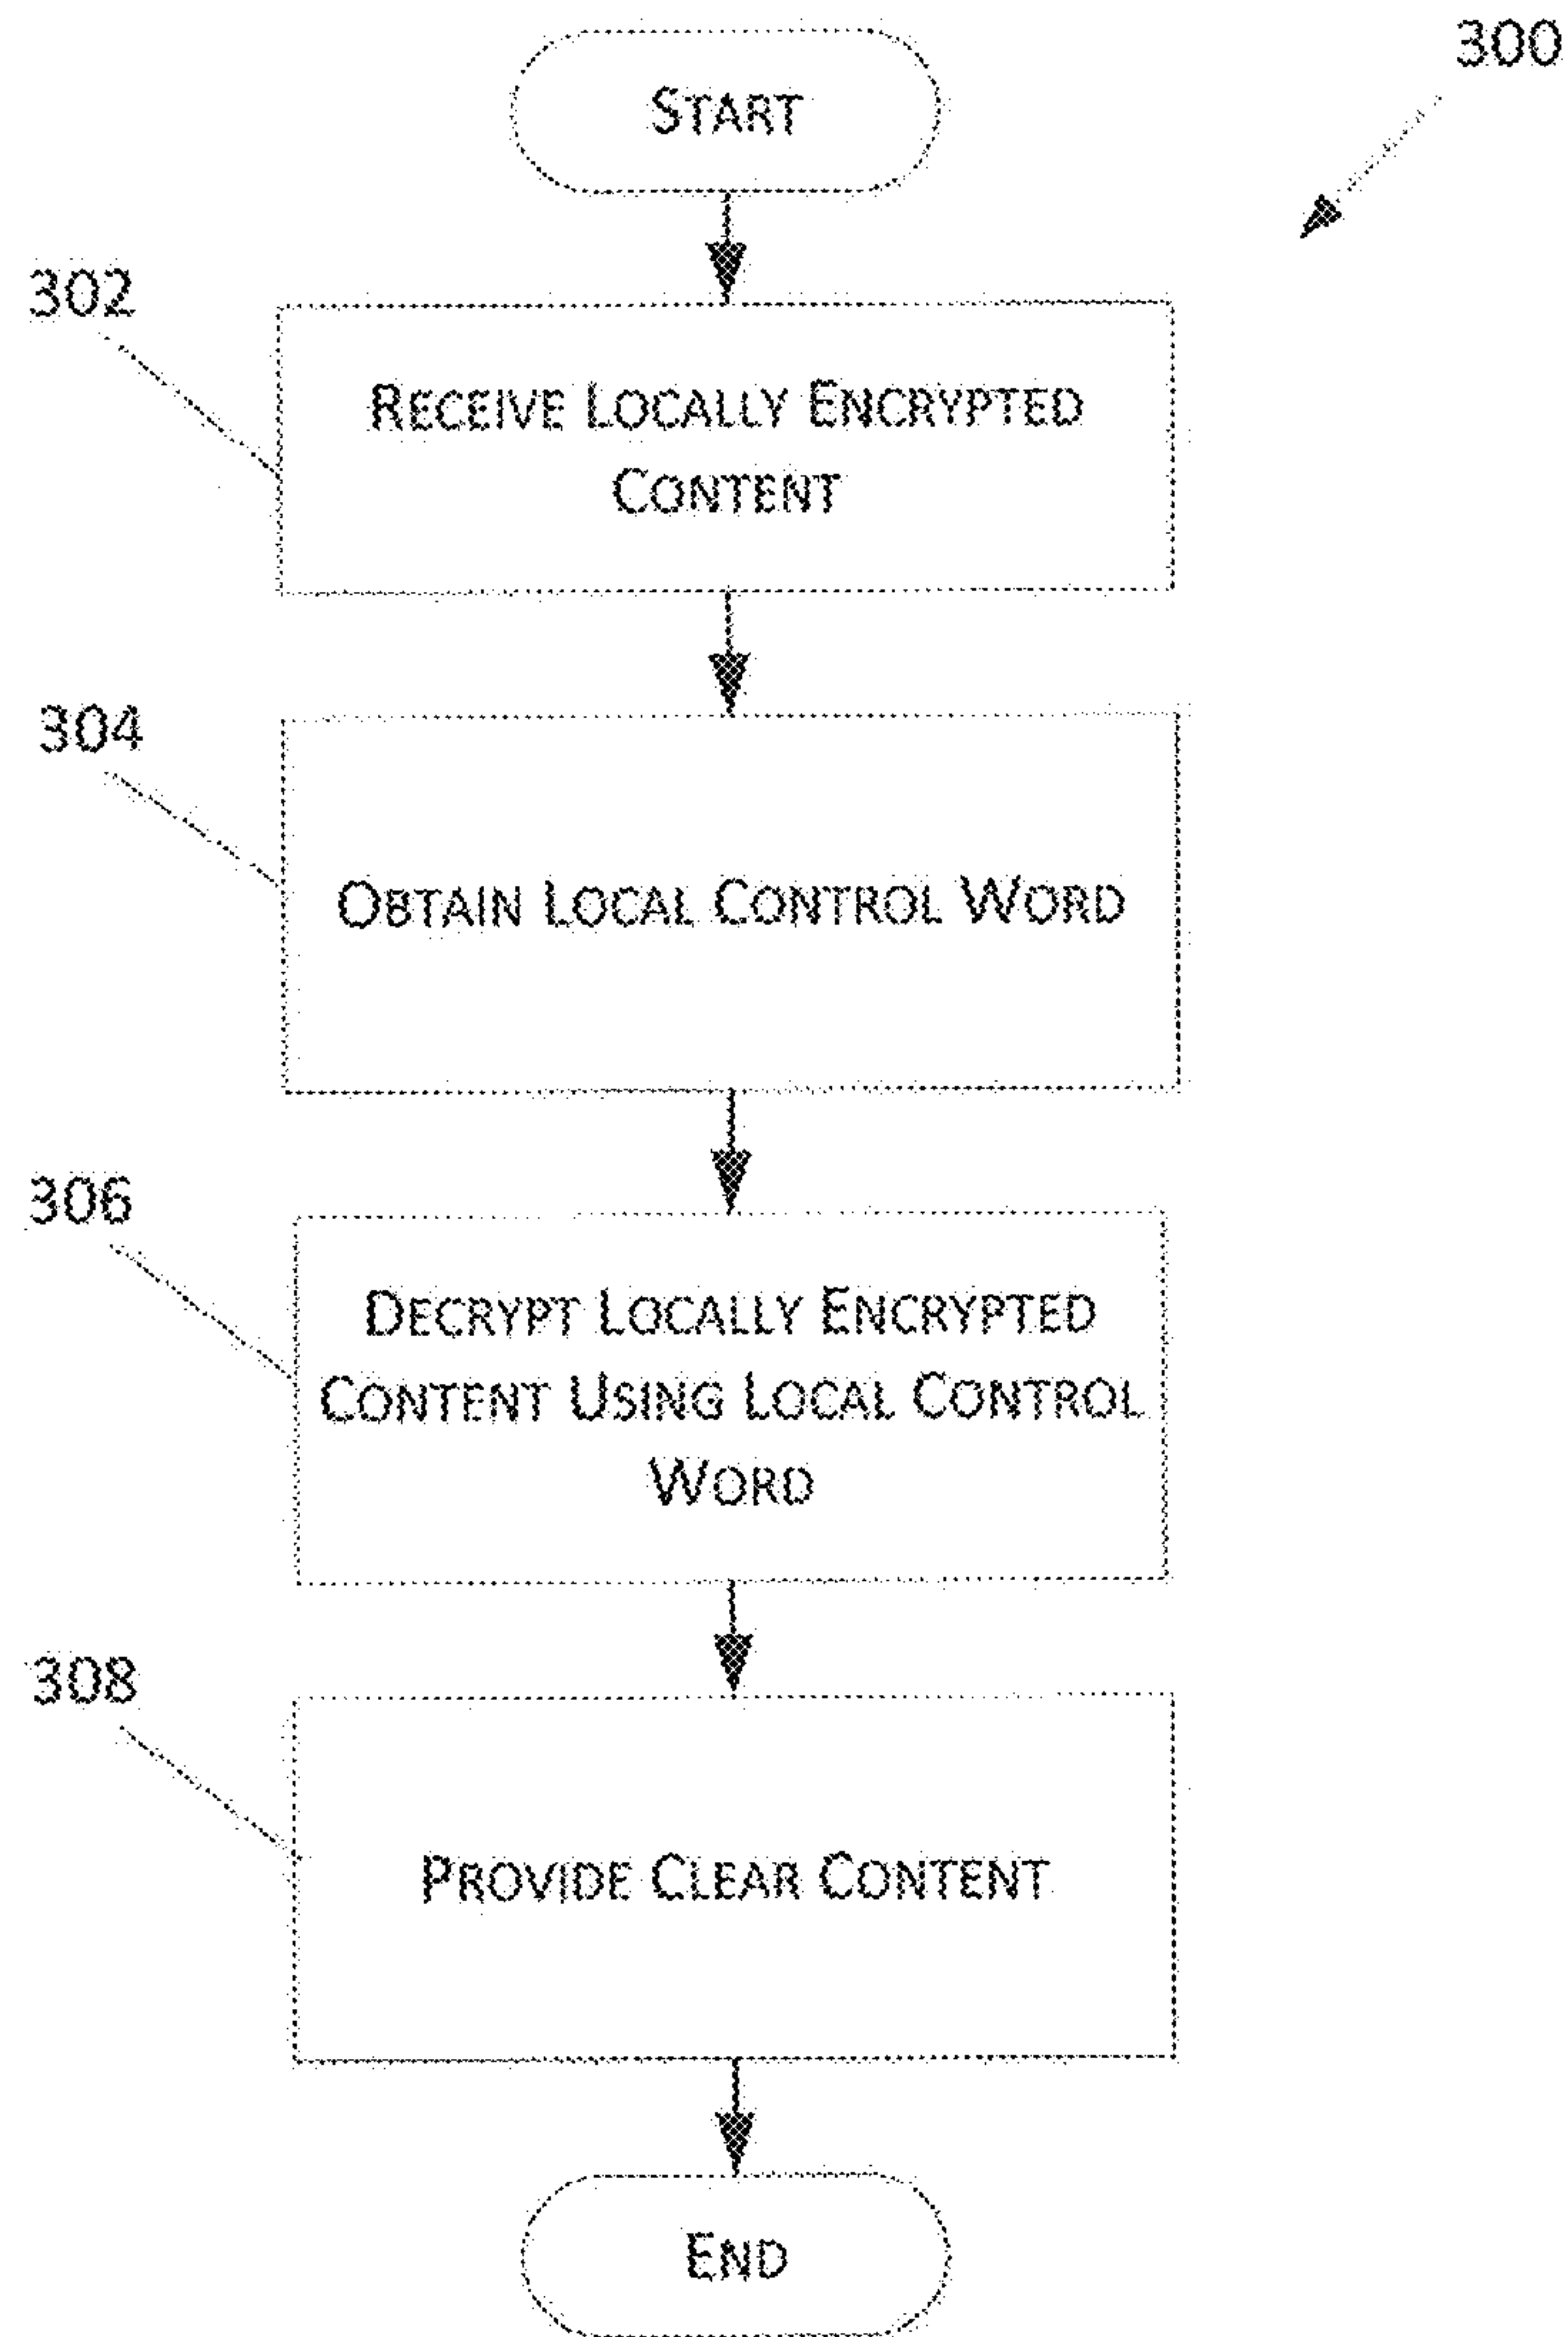 300
START
302
RECEIVE LOCALLY ENCRYPTED
CONTENT
304
OBTAIN LOCAL CONTROL WORD
306
DECRYPT LOCALLY ENCRYPTED
CONTENT USING LOCAL CONTROL
WORD
308
PROVIDE CLEAR CONTENT
END